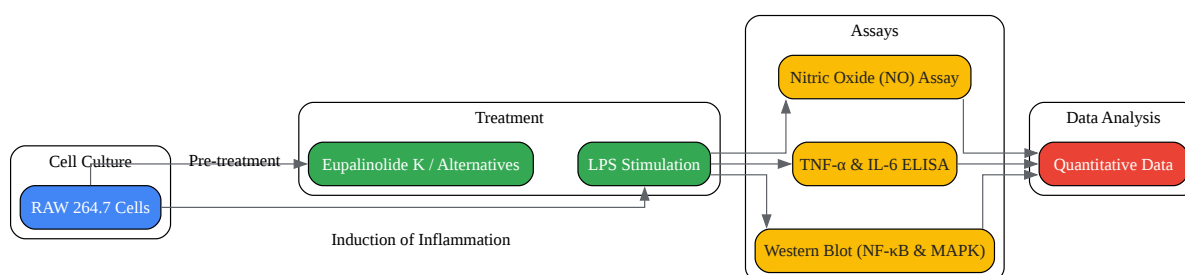 Cell Culture
RAW 264.7 Cells
Pre-treatment
Induction of Inflammation
Treatment
Eupalinolide K / Alternatives
LPS Stimulation
Assays
Nitric Oxide (NO) Assay
TNF-α & IL-6 ELISA
Western Blot (NF-κB & MAPK)
Data Analysis
Quantitative Data